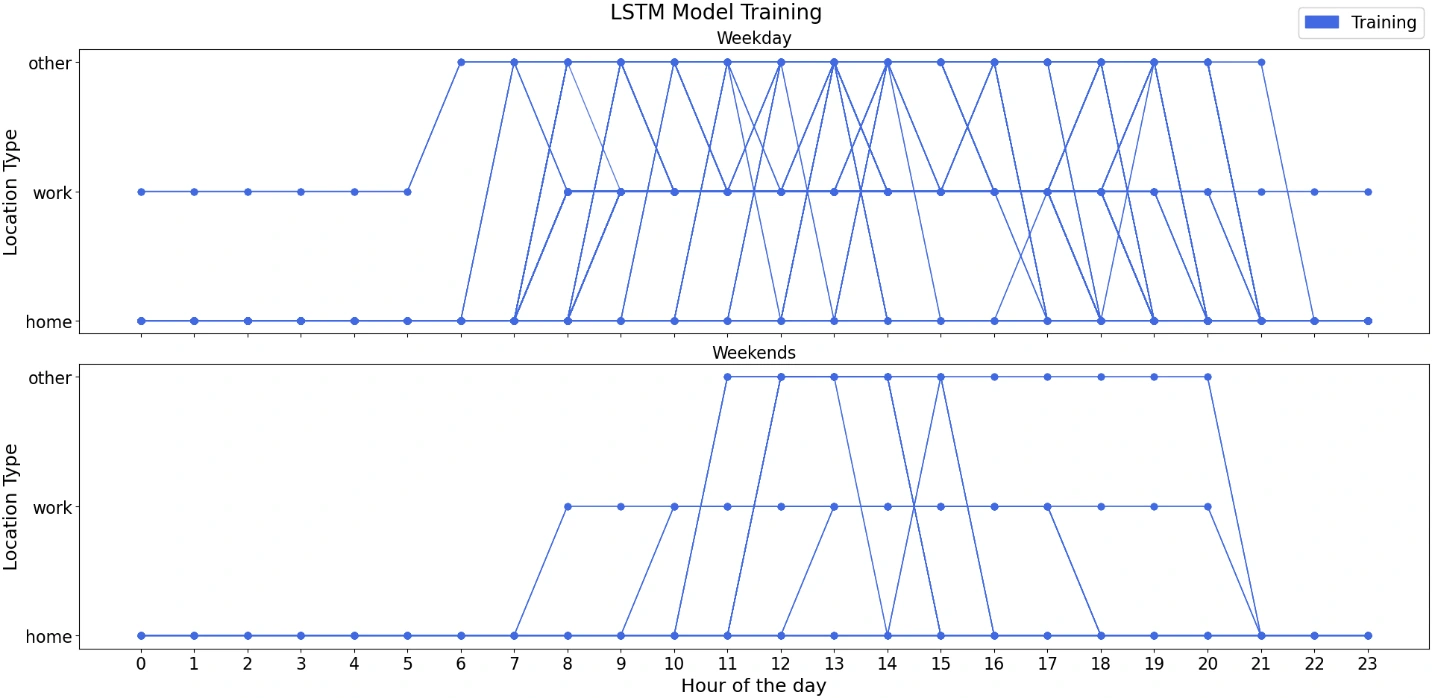 LSTM Model Training
Training
Weekday
other
work
home
Location Type
Weekends
other
work
home
Location Type
0 1 2 3 4 5 6 7 8 9 10 11 12 13 14 15 16 17 18 19 20 21 22 23
Hour of the day